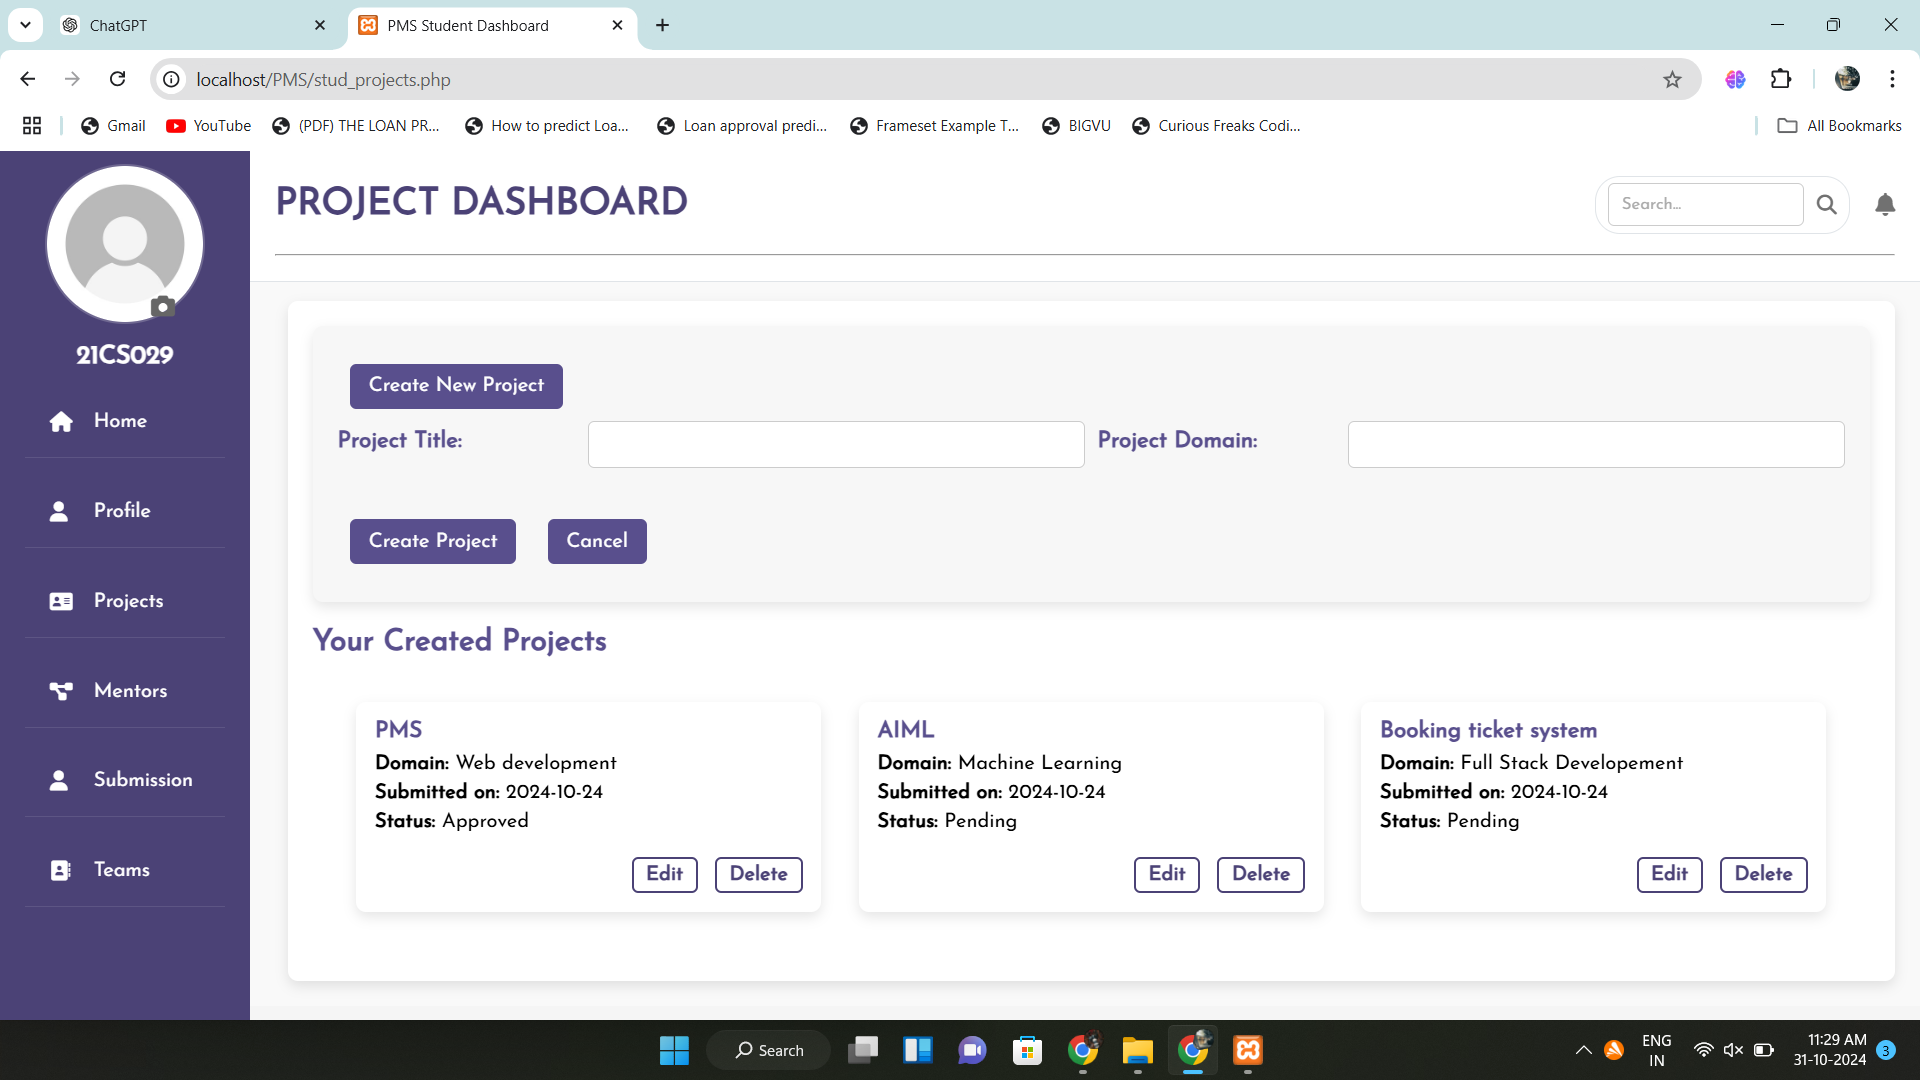 ChatGPT
PMS Student Dashboard
localhost/PMS/stud_projects.php
Gmail
YouTube
(PDF) THE LOAN PR...
How to predict Loa...
Loan approval predi...
Frameset Example T...
BIGVU
Curious Freaks Codi...
All Bookmarks
21CS029
Home
Profile
Projects
Mentors
Submission
Teams
PROJECT DASHBOARD
Search...
Create New Project
Project Title:
Project Domain:
Create Project
Cancel
Your Created Projects
PMS
Domain: Web development
Submitted on: 2024-10-24
Status: Approved
Edit
Delete
AIML
Domain: Machine Learning
Submitted on: 2024-10-24
Status: Pending
Edit
Delete
Booking ticket system
Domain: Full Stack Developement
Submitted on: 2024-10-24
Status: Pending
Edit
Delete
Search
ENG
IN
11:29 AM
31-10-2024
3